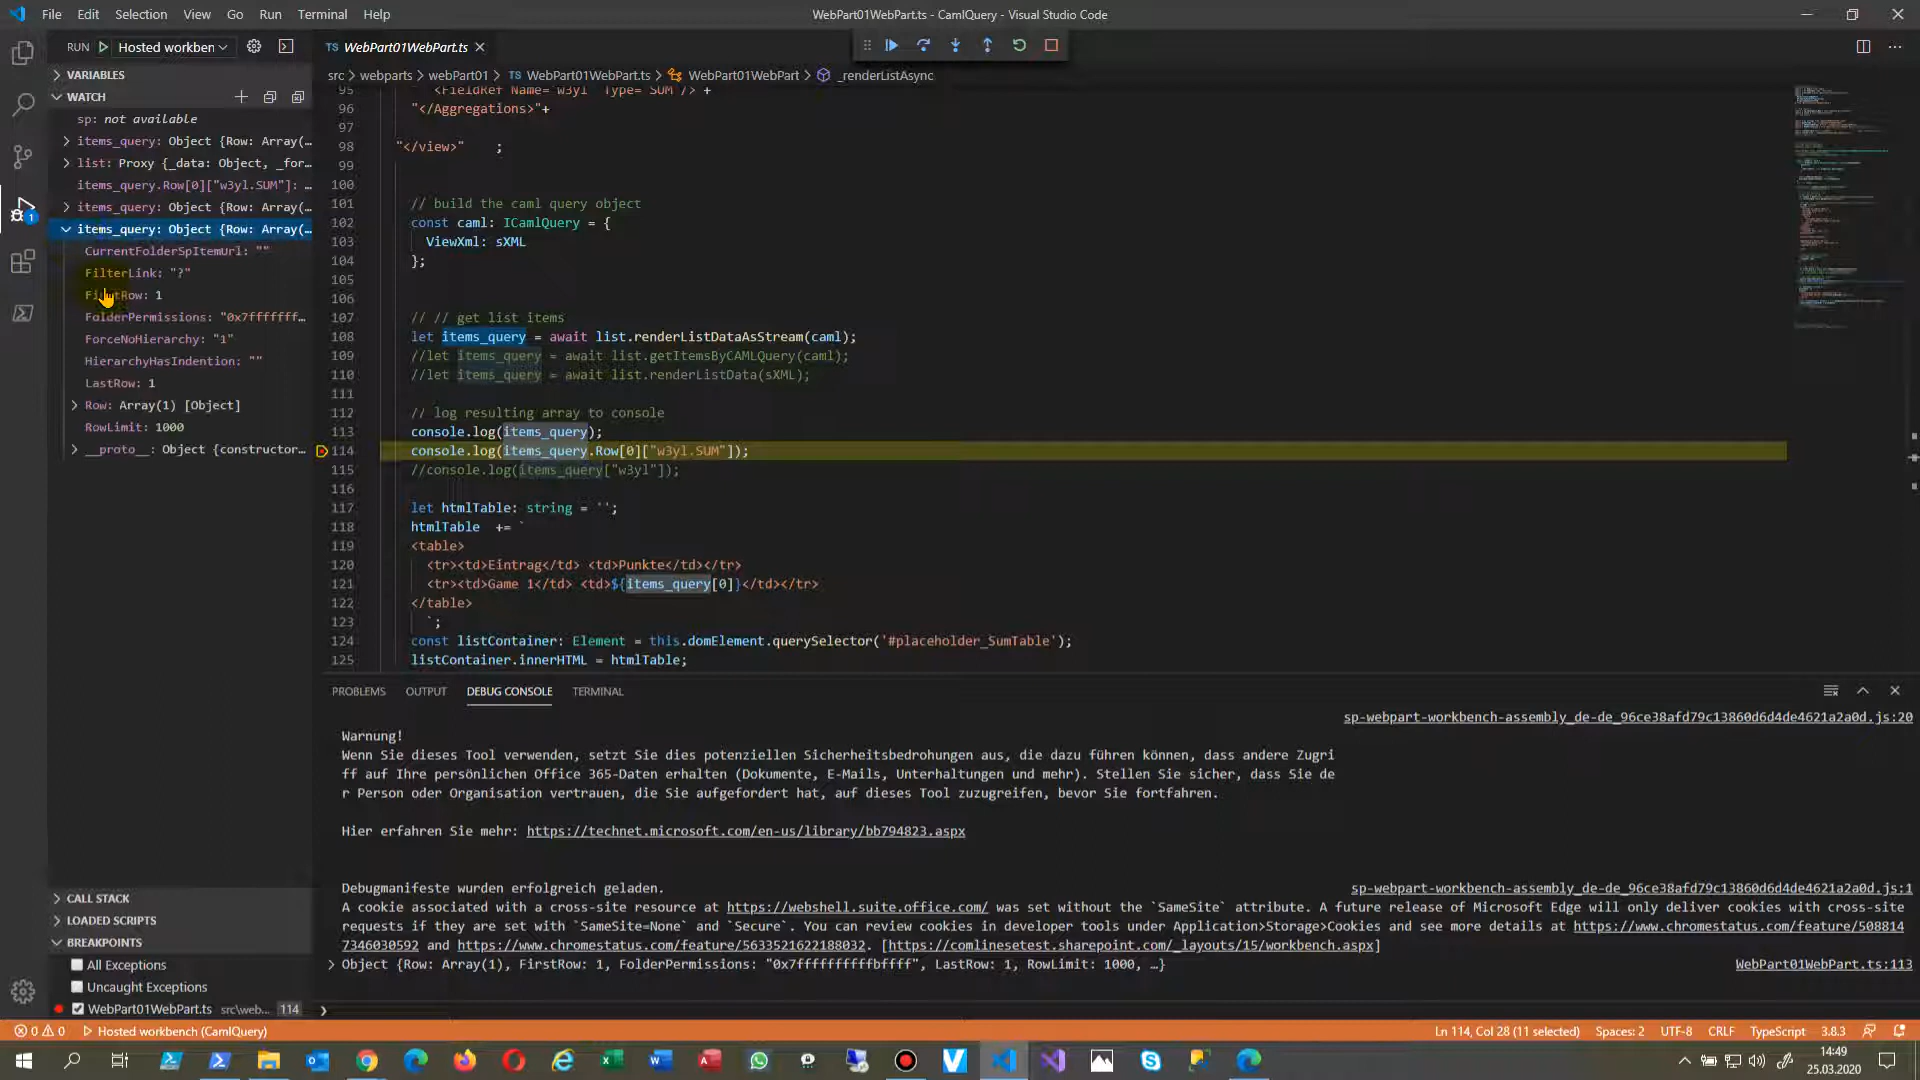 File Edit Selection View Go Run Terminal Help
WebPart01WebPart.ts - CamlQuery - Visual Studio Code
RUN Hosted workben
TS WebPart01WebPart.ts
VARIABLES
src > webparts > webPart01 > TS WebPart01WebPart.ts > WebPart01WebPart > _renderListAsync
WATCH
sp: not available
items_query: Object {Row: Array(…
list: Proxy {_data: Object, _for…
items_query.Row[0]["w3yl.SUM"]: …
items_query: Object {Row: Array(…
items_query: Object {Row: Array(…
CurrentFolderSpItemUrl: ""
FilterLink: "?"
FirstRow: 1
FolderPermissions: "0x7fffffff…
ForceNoHierarchy: "1"
HierarchyHasIndention: ""
LastRow: 1
Row: Array(1) [Object]
RowLimit: 1000
__proto__: Object {constructor…
95 <FieldRef Name='w3yl' Type='SUM'/> +
96 "</Aggregations>"+
97
98 "</view>" ;
99
100
101 // build the caml query object
102 const caml: ICamlQuery = {
103 ViewXml: sXML
104 };
105
106
107 // // get list items
108 let items_query = await list.renderListDataAsStream(caml);
109 //let items_query = await list.getItemsByCAMLQuery(caml);
110 //let items_query = await list.renderListData(sXML);
111
112 // log resulting array to console
113 console.log(items_query);
114 console.log(items_query.Row[0]["w3yl.SUM"]);
115 //console.log(items_query["w3yl"]);
116
117 let htmlTable: string = '';
118 htmlTable += `
119 <table>
120 <tr><td>Eintrag</td> <td>Punkte</td></tr>
121 <tr><td>Game 1</td> <td>${items_query[0]}</td></tr>
122 </table>
123 `;
124 const listContainer: Element = this.domElement.querySelector('#placeholder_SumTable');
125 listContainer.innerHTML = htmlTable;
PROBLEMS OUTPUT DEBUG CONSOLE TERMINAL
sp-webpart-workbench-assembly_de-de_96ce38afd79c13860d6d4de4621a2a0d.js:20
Warnung!
Wenn Sie dieses Tool verwenden, setzt Sie dies potenziellen Sicherheitsbedrohungen aus, die dazu führen können, dass andere Zugri
ff auf Ihre persönlichen Office 365-Daten erhalten (Dokumente, E-Mails, Unterhaltungen und mehr). Stellen Sie sicher, dass Sie de
r Person oder Organisation vertrauen, die Sie aufgefordert hat, auf dieses Tool zuzugreifen, bevor Sie fortfahren.
Hier erfahren Sie mehr: https://technet.microsoft.com/en-us/library/bb794823.aspx
Debugmanifeste wurden erfolgreich geladen.
sp-webpart-workbench-assembly_de-de_96ce38afd79c13860d6d4de4621a2a0d.js:1
A cookie associated with a cross-site resource at https://webshell.suite.office.com/ was set without the `SameSite` attribute. A future release of Microsoft Edge will only deliver cookies with cross-site
requests if they are set with `SameSite=None` and `Secure`. You can review cookies in developer tools under Application>Storage>Cookies and see more details at https://www.chromestatus.com/feature/508814
7346030592 and https://www.chromestatus.com/feature/5633521622188032. [https://comlinesetest.sharepoint.com/_layouts/15/workbench.aspx]
Object {Row: Array(1), FirstRow: 1, FolderPermissions: "0x7ffffffffffbffff", LastRow: 1, RowLimit: 1000, …}
WebPart01WebPart.ts:113
CALL STACK
LOADED SCRIPTS
BREAKPOINTS
All Exceptions
Uncaught Exceptions
WebPart01WebPart.ts src\web... 114
0 0 Hosted workbench (CamlQuery)
Ln 114, Col 28 (11 selected) Spaces: 2 UTF-8 CRLF TypeScript 3.8.3
14:49
25.03.2020